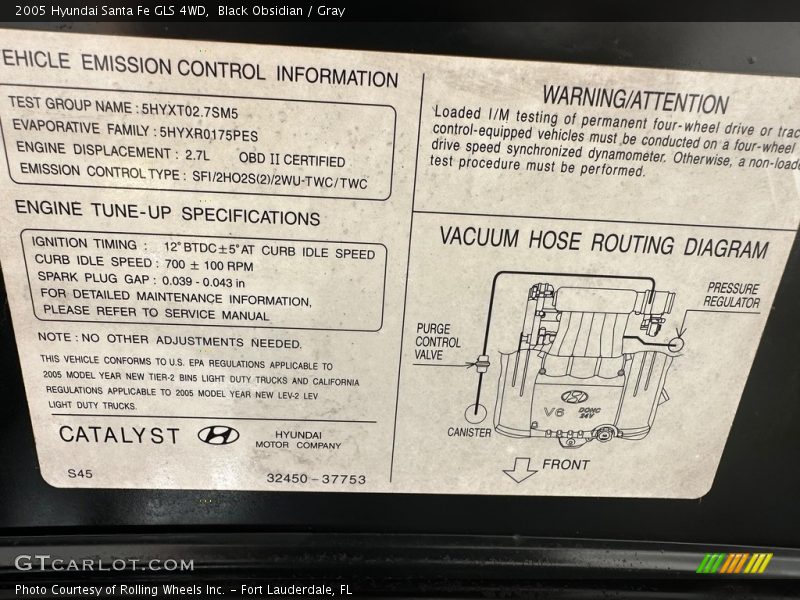 2005 Hyundai Santa Fe GLS 4WD,  Black Obsidian / Gray
EHICLE EMISSION CONTROL INFORMATION
TEST GROUP NAME : 5HYXT02.7SM5
EVAPORATIVE FAMILY : 5HYXR0175PES
ENGINE DISPLACEMENT : 2.7L OBD II CERTIFIED
EMISSION CONTROL TYPE : SFI/2HO2S(2)/2WU-TWC/TWC
ENGINE TUNE-UP SPECIFICATIONS
IGNITION TIMING : 12° BTDC±5° AT CURB IDLE SPEED
CURB IDLE SPEED : 700 ± 100 RPM
SPARK PLUG GAP : 0.039 - 0.043 in
FOR DETAILED MAINTENANCE INFORMATION,
PLEASE REFER TO SERVICE MANUAL
NOTE : NO OTHER ADJUSTMENTS NEEDED.
THIS VEHICLE CONFORMS TO U.S. EPA REGULATIONS APPLICABLE TO
2005 MODEL YEAR NEW TIER-2 BIN5 LIGHT DUTY TRUCKS AND CALIFORNIA
REGULATIONS APPLICABLE TO 2005 MODEL YEAR NEW LEV-2 LEV
LIGHT DUTY TRUCKS.
CATALYST HYUNDAI
MOTOR COMPANY
S45 32450-37753
WARNING/ATTENTION
Loaded I/M testing of permanent four-wheel drive or trac
control-equipped vehicles must be conducted on a four-wheel
drive speed synchronized dynamometer. Otherwise, a non-loade
test procedure must be performed.
VACUUM HOSE ROUTING DIAGRAM
PRESSURE
REGULATOR
PURGE
CONTROL
VALVE
CANISTER
V6 DOHC
24V
FRONT
GTCARLOT.COM
Photo Courtesy of Rolling Wheels Inc. – Fort Lauderdale, FL